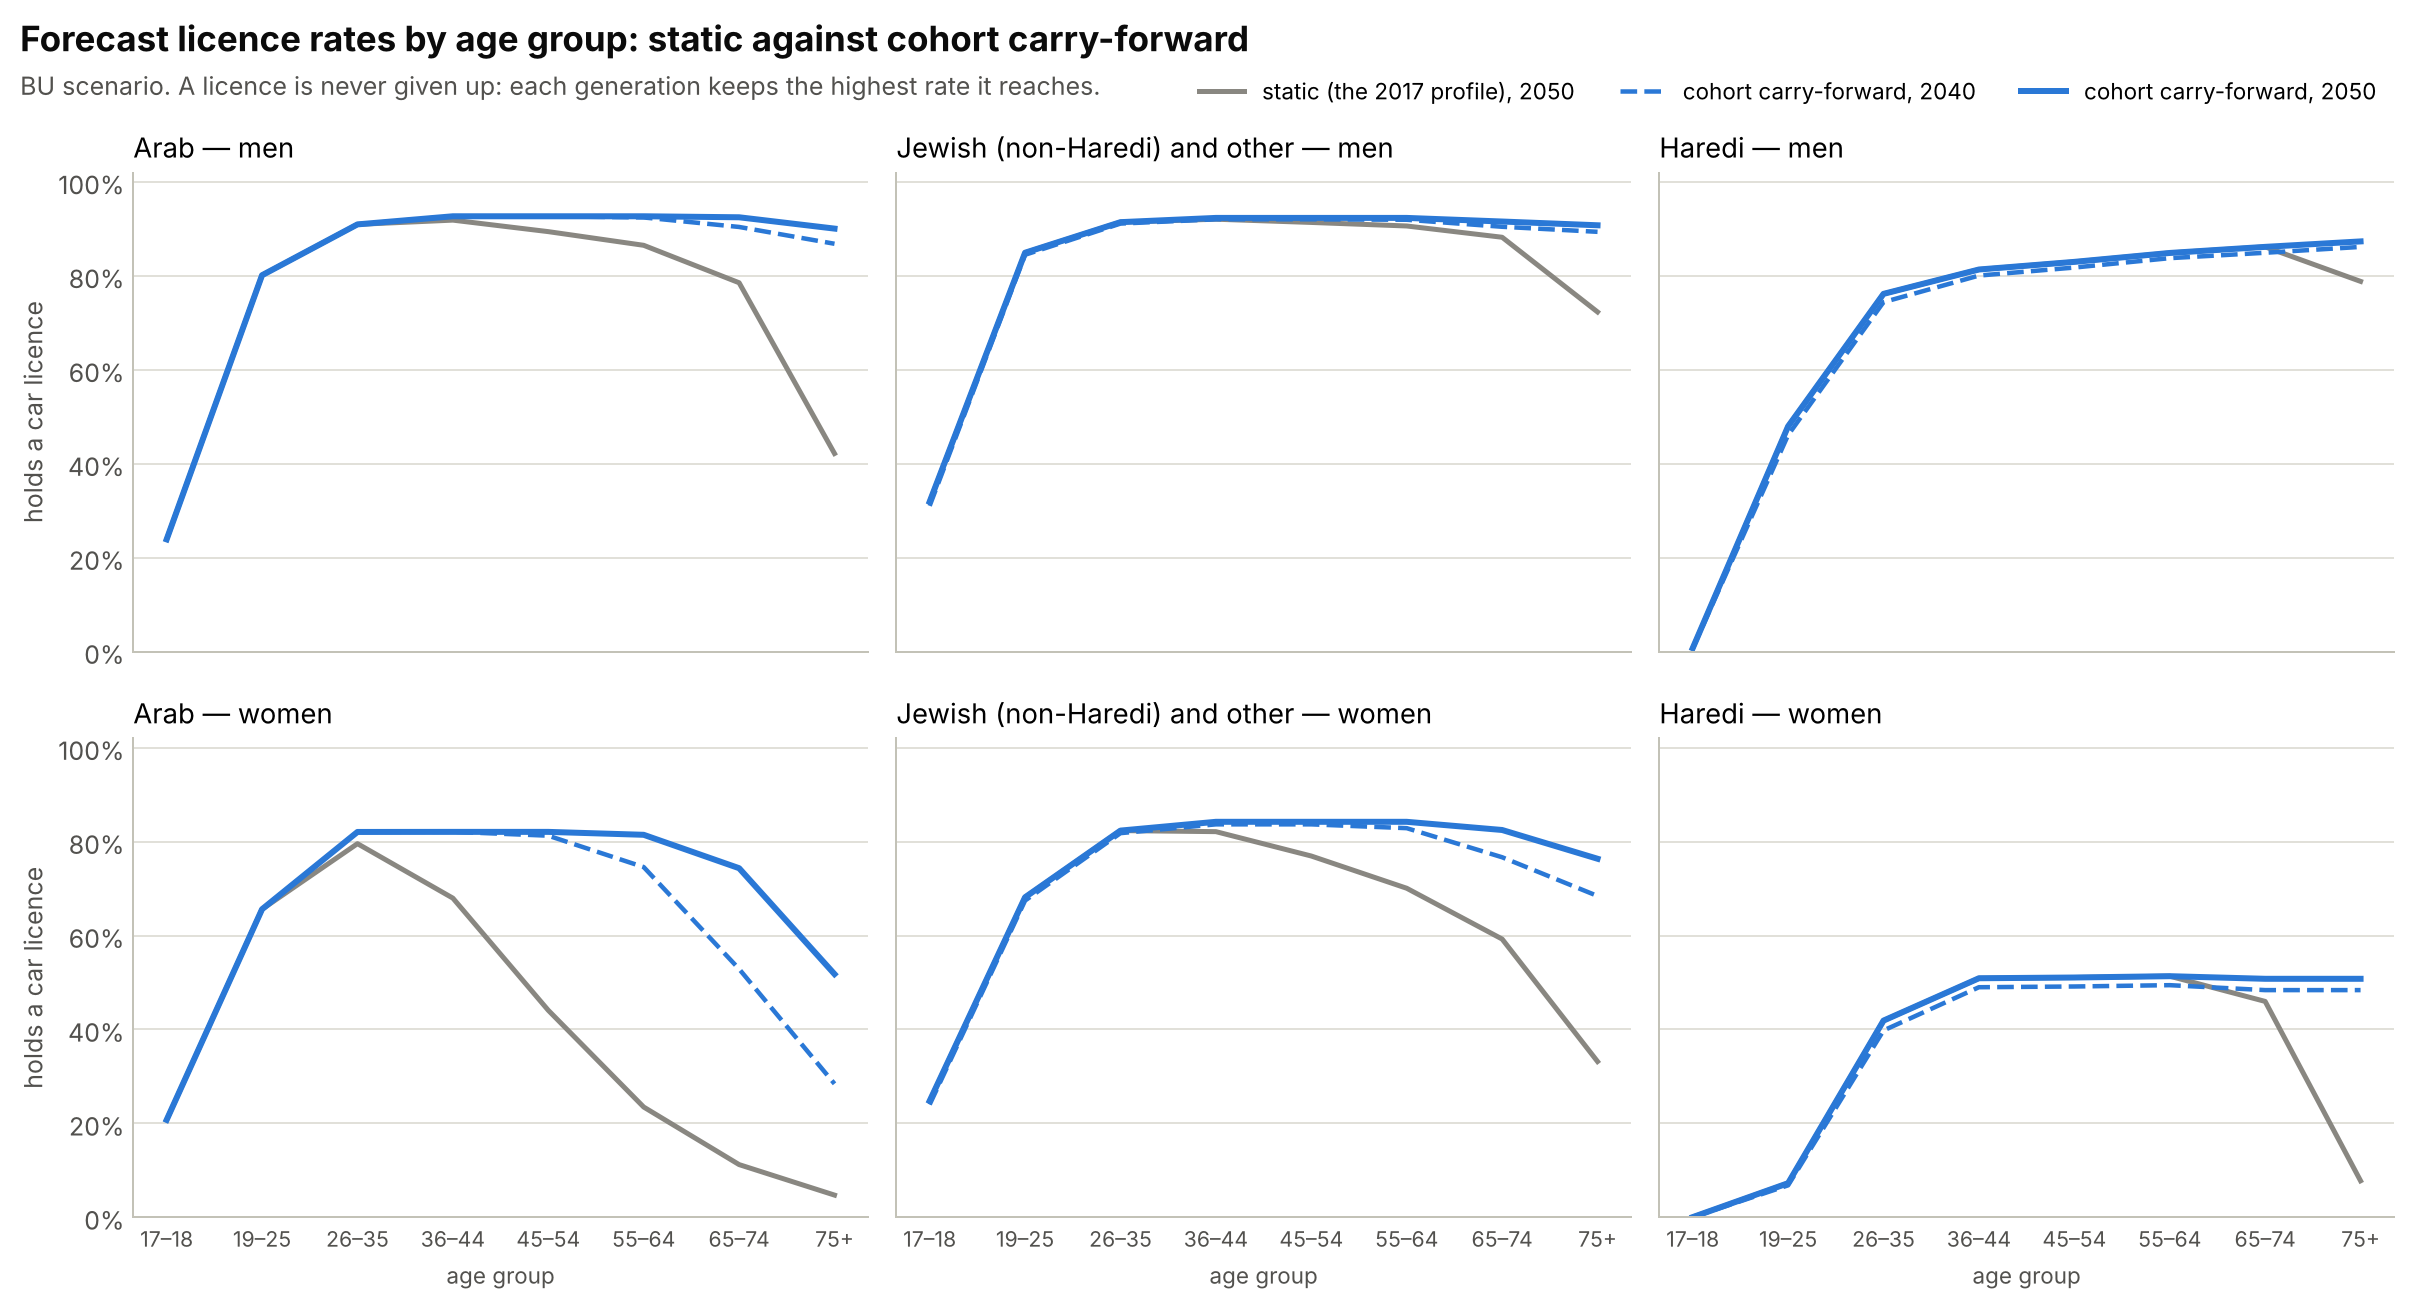 Forecast licence rates by age group: static against cohort carry-forward
BU scenario. A licence is never given up: each generation keeps the highest rate it reaches.
static (the 2017 profile), 2050
cohort carry-forward, 2040
cohort carry-forward, 2050
Arab — men
Jewish (non-Haredi) and other — men
Haredi — men
holds a car licence
100%
80%
60%
40%
20%
0%
Arab — women
Jewish (non-Haredi) and other — women
Haredi — women
holds a car licence
100%
80%
60%
40%
20%
0%
17–18 19–25 26–35 36–44 45–54 55–64 65–74 75+
17–18 19–25 26–35 36–44 45–54 55–64 65–74 75+
17–18 19–25 26–35 36–44 45–54 55–64 65–74 75+
age group
age group
age group